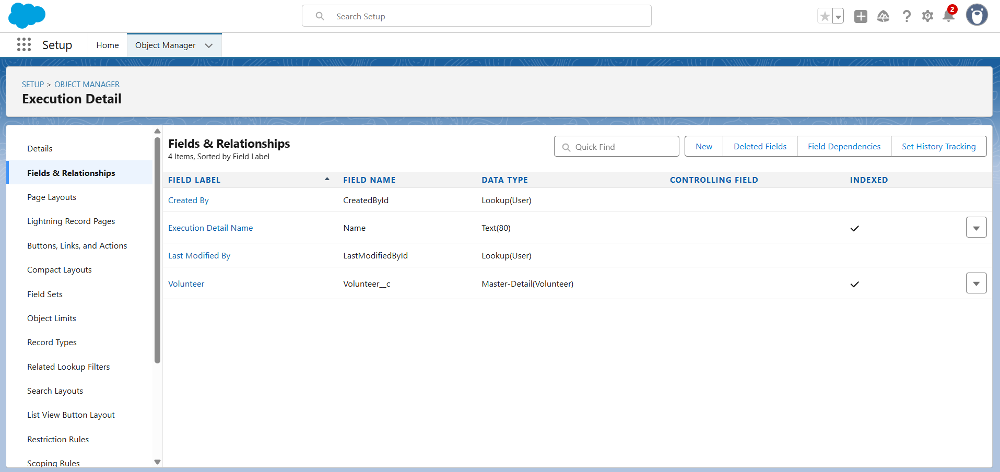 Search Setup
2
Setup
Home
Object Manager
SETUP > OBJECT MANAGER
Execution Detail
Details
Fields & Relationships
Page Layouts
Lightning Record Pages
Buttons, Links, and Actions
Compact Layouts
Field Sets
Object Limits
Record Types
Related Lookup Filters
Search Layouts
List View Button Layout
Restriction Rules
Scoping Rules
Fields & Relationships
4 Items, Sorted by Field Label
Quick Find
New
Deleted Fields
Field Dependencies
Set History Tracking
FIELD LABEL FIELD NAME DATA TYPE CONTROLLING FIELD INDEXED
Created By CreatedById Lookup(User)
Execution Detail Name Name Text(80)
Last Modified By LastModifiedById Lookup(User)
Volunteer Volunteer__c Master-Detail(Volunteer)